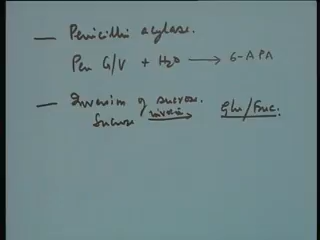 — Penicillin acylase.
Pen G/V + H2O ⟶ 6-APA
— Inversion of sucrose.
Sucrose invertase ⟶ Glu/Fruc.